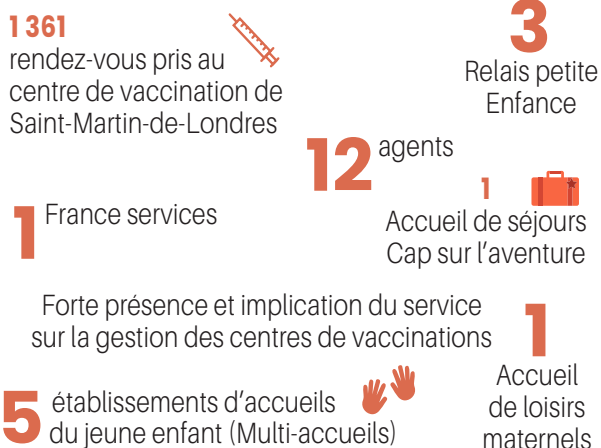 1 361
rendez-vous pris au
centre de vaccination de
Saint-Martin-de-Londres
3
Relais petite
Enfance
12 agents
1 France services
1
Accueil de séjours
Cap sur l'aventure
Forte présence et implication du service
sur la gestion des centres de vaccinations
1
Accueil
de loisirs
maternels
5 établissements d'accueils
du jeune enfant (Multi-accueils)